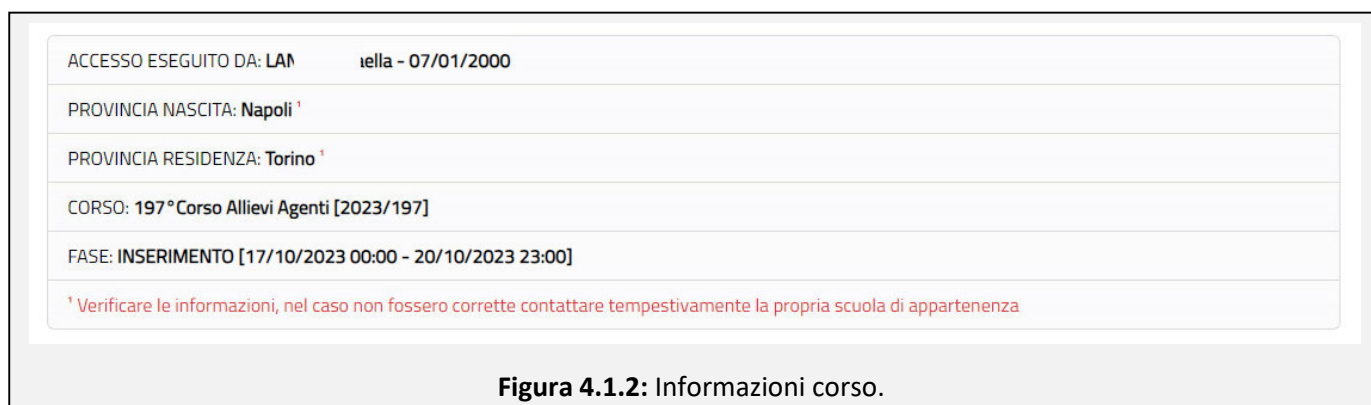 ACCESSO ESEGUITO DA: - 07/01/2000
PROVINCIA NASCITA: Napoli ¹
PROVINCIA RESIDENZA: Torino ¹
CORSO: 197°Corso Allievi Agenti [2023/197]
FASE: INSERIMENTO [17/10/2023 00:00 - 20/10/2023 23:00]
¹ Verificare le informazioni, nel caso non fossero corrette contattare tempestivamente la propria scuola di appartenenza
Figura 4.1.2: Informazioni corso.